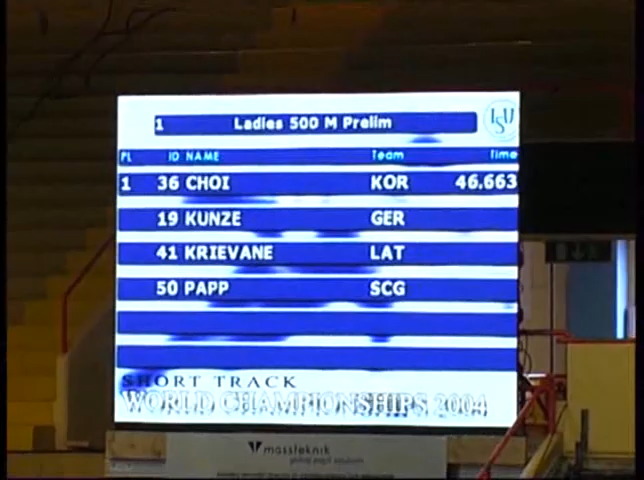 1 Ladies 500 M Prelim ISU
PL ID NAME Team Time
1 36 CHOI KOR 46.663
19 KUNZE GER
41 KRIEVANE LAT
50 PAPP SCG
SHORT TRACK
WORLD CHAMPIONSHIPS 2004
massteknik